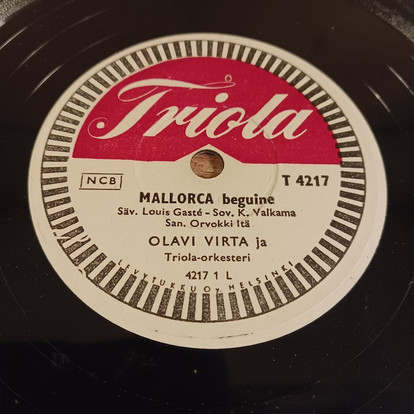 Triola
NCB
T 4217
MALLORCA beguine
Säv. Louis Gasté - Sov. K. Valkama
San. Orvokki Itä
OLAVI VIRTA ja
Triola-orkesteri
4217 1 L
LEVYTUKKU OY, HELSINKI